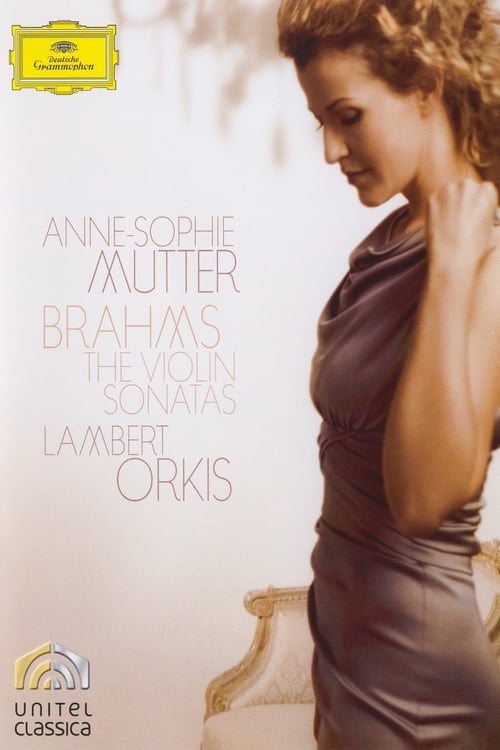 Deutsche
Grammophon
ANNE-SOPHIE
MUTTER
BRAHMS
THE VIOLIN
SONATAS
LAMBERT
ORKIS
UNITEL
CLASSICA